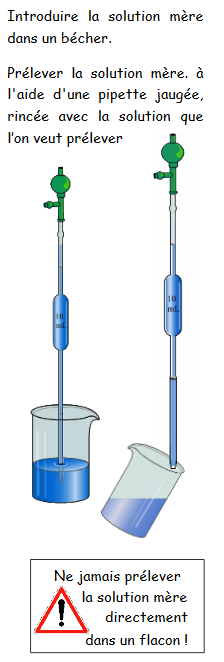 Introduire la solution mère
dans un bécher.
Prélever la solution mère. à
l'aide d'une pipette jaugée,
rincée avec la solution que
l'on veut prélever
10
mL
10
mL
Ne jamais prélever
la solution mère
directement
dans un flacon !